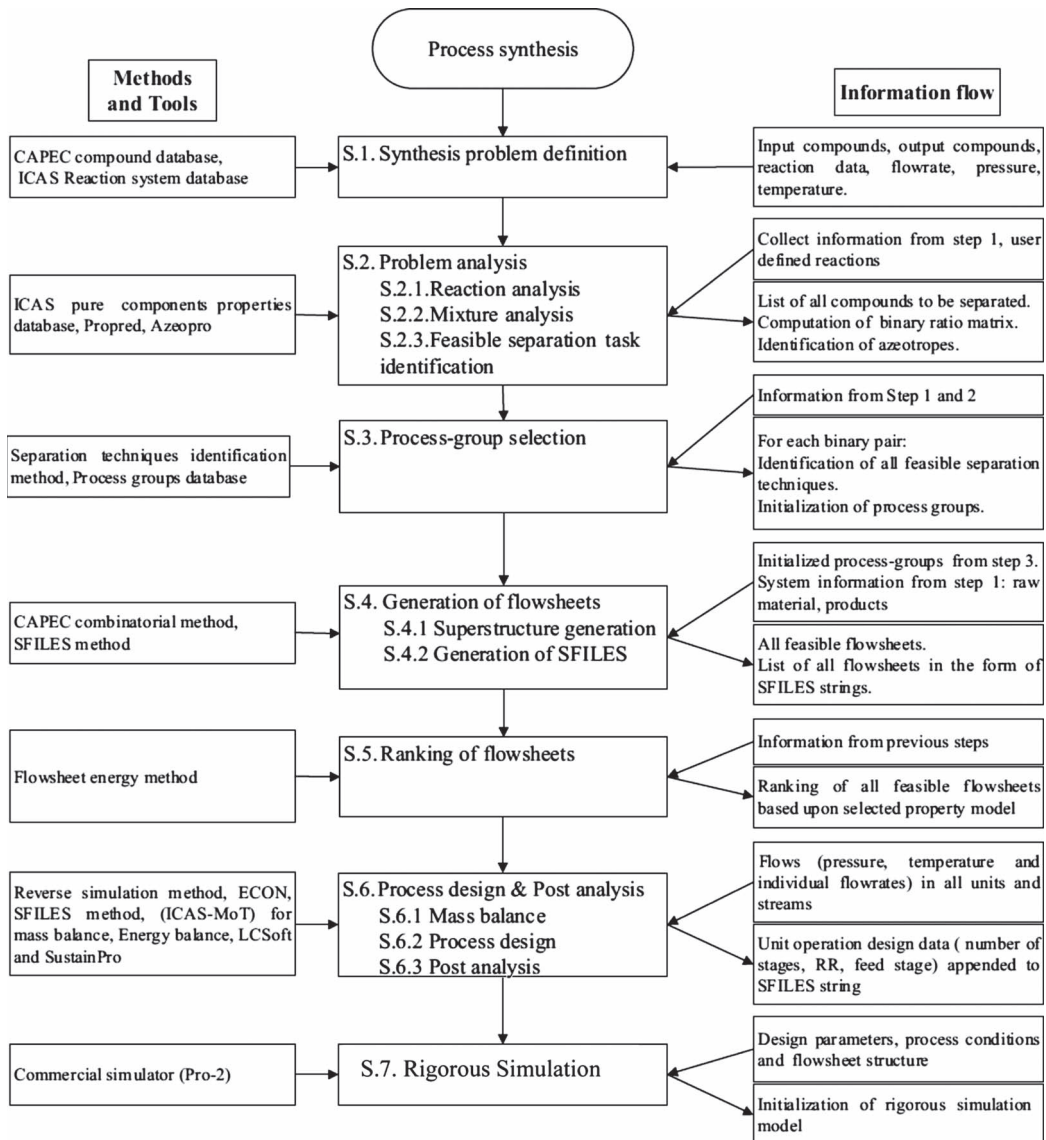 Process synthesis
Methods
and Tools
Information flow
CAPEC compound database,
ICAS Reaction system database
S.1. Synthesis problem definition
Input compounds, output compounds,
reaction data, flowrate, pressure,
temperature.
ICAS pure components properties
database, Propred, Azeopro
S.2. Problem analysis
S.2.1.Reaction analysis
S.2.2.Mixture analysis
S.2.3.Feasible separation task
identification
Collect information from step 1, user
defined reactions
List of all compounds to be separated.
Computation of binary ratio matrix.
Identification of azeotropes.
Separation techniques identification
method, Process groups database
S.3. Process-group selection
Information from Step 1 and 2
For each binary pair:
Identification of all feasible separation
techniques.
Initialization of process groups.
CAPEC combinatorial method,
SFILES method
S.4. Generation of flowsheets
S.4.1 Superstructure generation
S.4.2 Generation of SFILES
Initialized process-groups from step 3.
System information from step 1: raw
material, products
All feasible flowsheets.
List of all flowsheets in the form of
SFILES strings.
Flowsheet energy method
S.5. Ranking of flowsheets
Information from previous steps
Ranking of all feasible flowsheets
based upon selected property model
Reverse simulation method, ECON,
SFILES method, (ICAS-MoT) for
mass balance, Energy balance, LCSoft
and SustainPro
S.6. Process design & Post analysis
S.6.1 Mass balance
S.6.2 Process design
S.6.3 Post analysis
Flows (pressure, temperature and
individual flowrates) in all units and
streams
Unit operation design data ( number of
stages, RR, feed stage) appended to
SFILES string
Commercial simulator (Pro-2)
S.7. Rigorous Simulation
Design parameters, process conditions
and flowsheet structure
Initialization of rigorous simulation
model